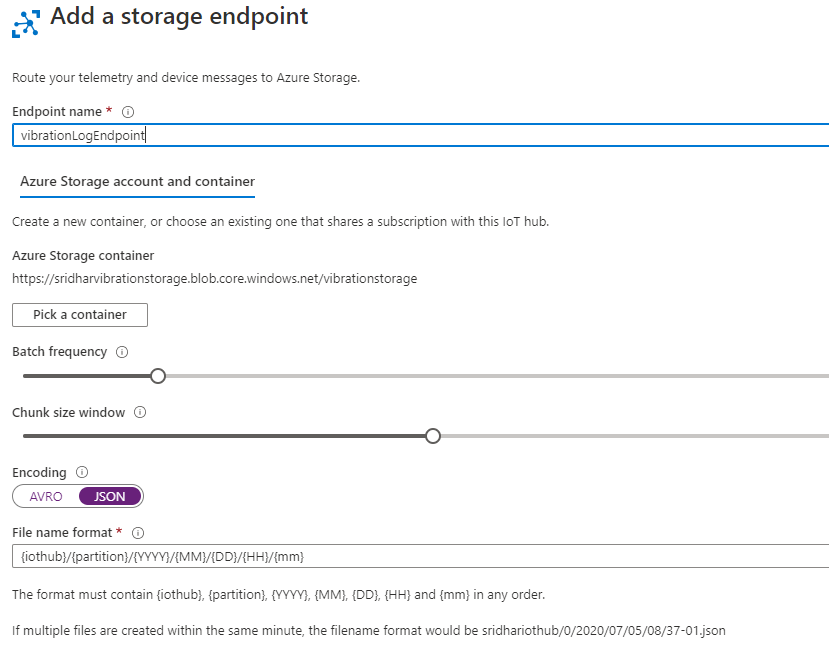 Add a storage endpoint
Route your telemetry and device messages to Azure Storage.
Endpoint name *
vibrationLogEndpoint
Azure Storage account and container
Create a new container, or choose an existing one that shares a subscription with this IoT hub.
Azure Storage container
https://sridharvibrationstorage.blob.core.windows.net/vibrationstorage
Pick a container
Batch frequency
Chunk size window
Encoding
AVRO JSON
File name format *
{iothub}/{partition}/{YYYY}/{MM}/{DD}/{HH}/{mm}
The format must contain {iothub}, {partition}, {YYYY}, {MM}, {DD}, {HH} and {mm} in any order.
If multiple files are created within the same minute, the filename format would be sridhariothub/0/2020/07/05/08/37-01.json